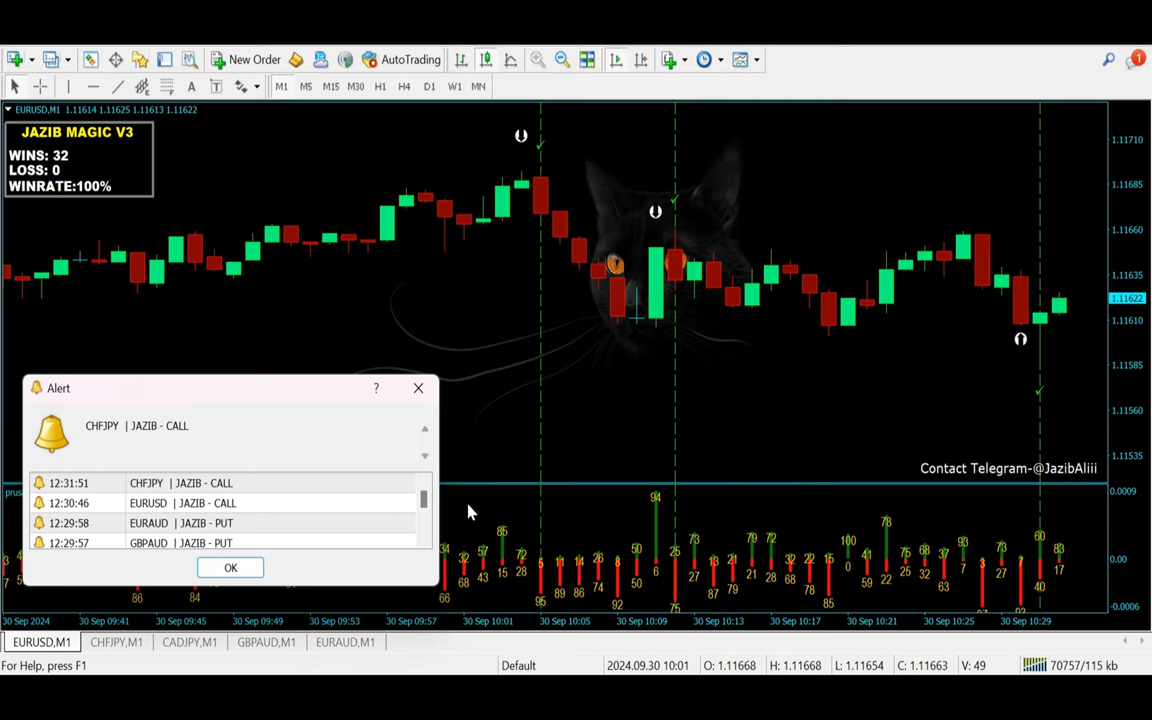 New Order
AutoTrading
1
A
T
M1 M5 M15 M30 H1 H4 D1 W1 MN
EURUSD,M1 1.11614 1.11625 1.11613 1.11622
JAZIB MAGIC V3
WINS: 32
LOSS: 0
WINRATE:100%
1.11710
1.11685
1.11660
1.11635
1.11622
1.11610
1.11585
1.11560
1.11535
Alert
?
CHFJPY | JAZIB - CALL
12:31:51 CHFJPY | JAZIB - CALL
12:30:46 EURUSD | JAZIB - CALL
12:29:58 EURAUD | JAZIB - PUT
12:29:57 GBPAUD | JAZIB - PUT
OK
Contact Telegram-@JazibAliii
0.0009
0.00
-0.0006
94
85
100
78
93
83
17
30 Sep 2024 30 Sep 09:41 30 Sep 09:45 30 Sep 09:49 30 Sep 09:53 30 Sep 09:57 30 Sep 10:01 30 Sep 10:05 30 Sep 10:09 30 Sep 10:13 30 Sep 10:17 30 Sep 10:21 30 Sep 10:25 30 Sep 10:29
EURUSD,M1 CHFJPY,M1 CADJPY,M1 GBPAUD,M1 EURAUD,M1
For Help, press F1 Default 2024.09.30 10:01 O: 1.11668 H: 1.11668 L: 1.11654 C: 1.11663 V: 49 70757/115 kb